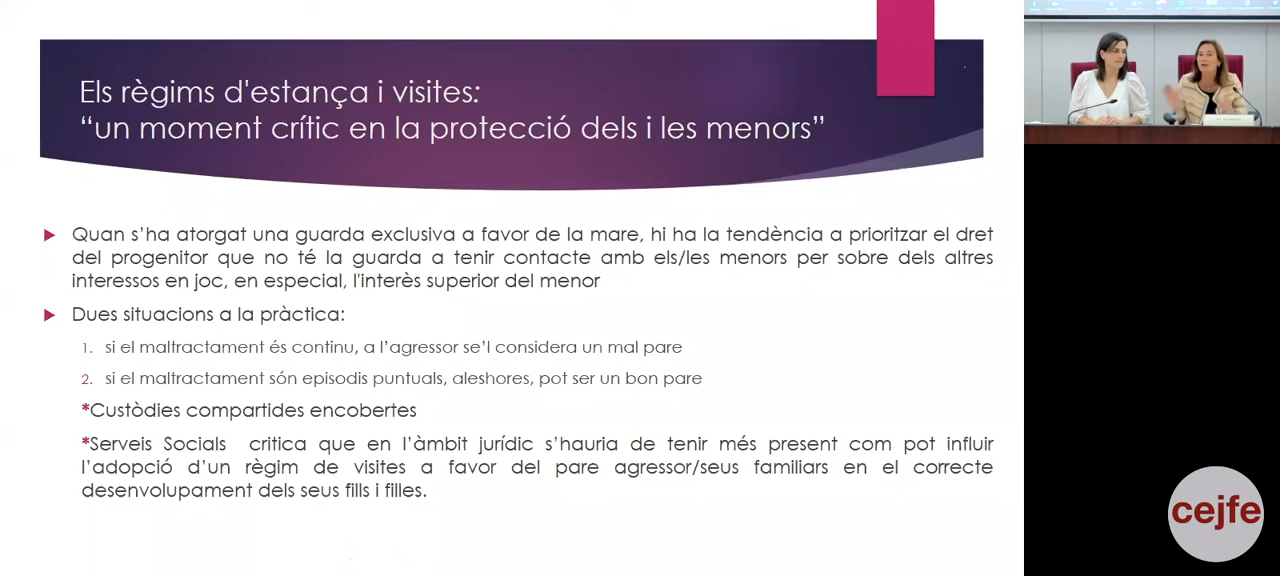 Els règims d'estança i visites:
“un moment crític en la protecció dels i les menors”
Quan s’ha atorgat una guarda exclusiva a favor de la mare, hi ha la tendència a prioritzar el dret
del progenitor que no té la guarda a tenir contacte amb els/les menors per sobre dels altres
interessos en joc, en especial, l'interès superior del menor
Dues situacions a la pràctica:
1. si el maltractament és continu, a l’agressor se’l considera un mal pare
2. si el maltractament són episodis puntuals, aleshores, pot ser un bon pare
*Custòdies compartides encobertes
*Serveis Socials critica que en l’àmbit jurídic s’hauria de tenir més present com pot influir
l’adopció d’un règim de visites a favor del pare agressor/seus familiars en el correcte
desenvolupament dels seus fills i filles.
cejfe